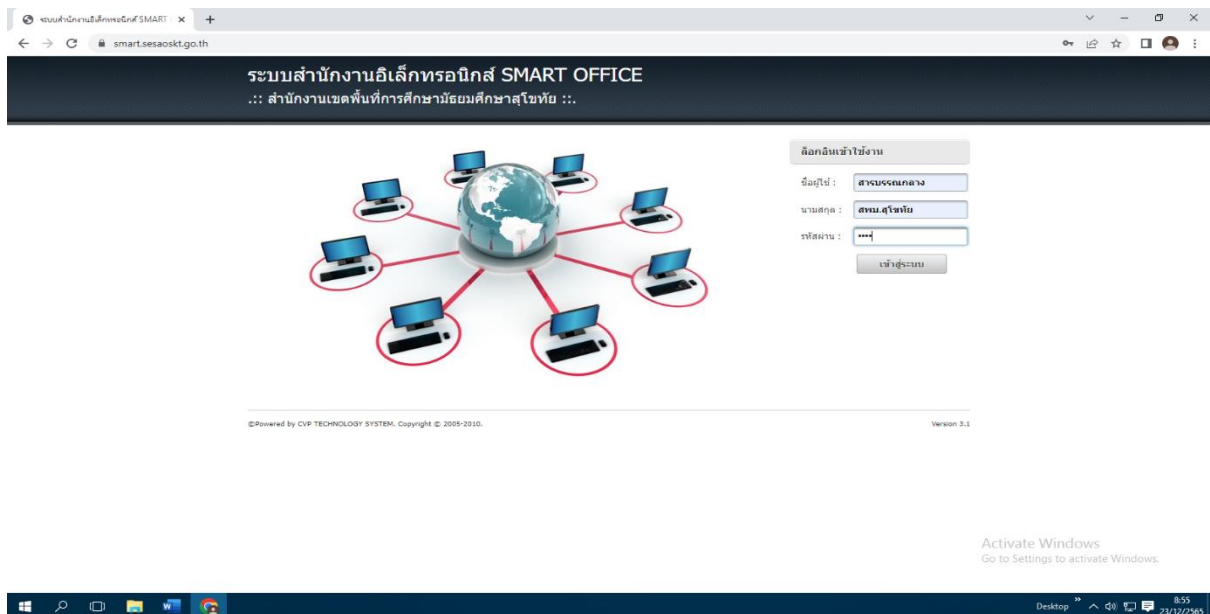 ระบบสำนักงานอิเล็กทรอนิกส์ SMART
smart.sesaoskt.go.th
ระบบสำนักงานอิเล็กทรอนิกส์ SMART OFFICE
.:: สำนักงานเขตพื้นที่การศึกษามัธยมศึกษาสุโขทัย ::.
ล็อกอินเข้าใช้งาน
ชื่อผู้ใช้ : สารบรรณกลาง
นามสกุล : สพม.สุโขทัย
รหัสผ่าน : ••••
เข้าสู่ระบบ
©Powered by CVP TECHNOLOGY SYSTEM. Copyright © 2005-2010. Version 3.1
Activate Windows
Go to Settings to activate Windows.
Desktop 8:55
23/12/2565